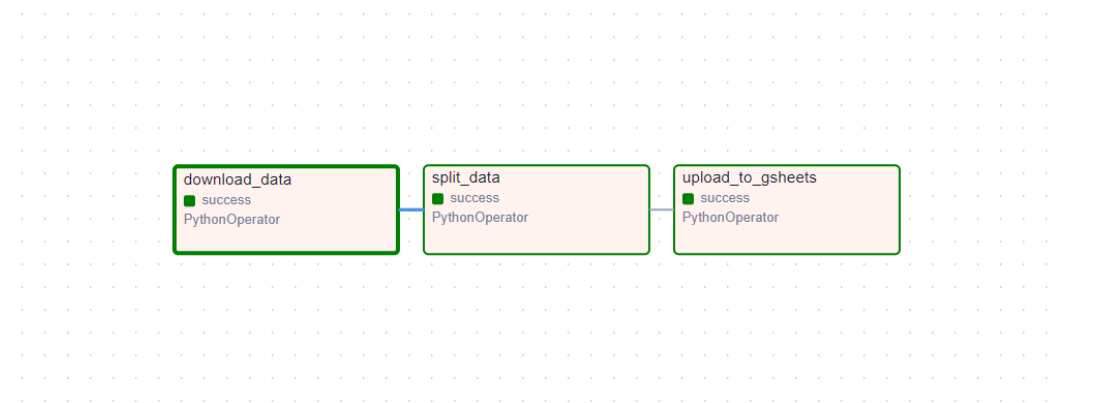 download_data
success
PythonOperator
split_data
success
PythonOperator
upload_to_gsheets
success
PythonOperator